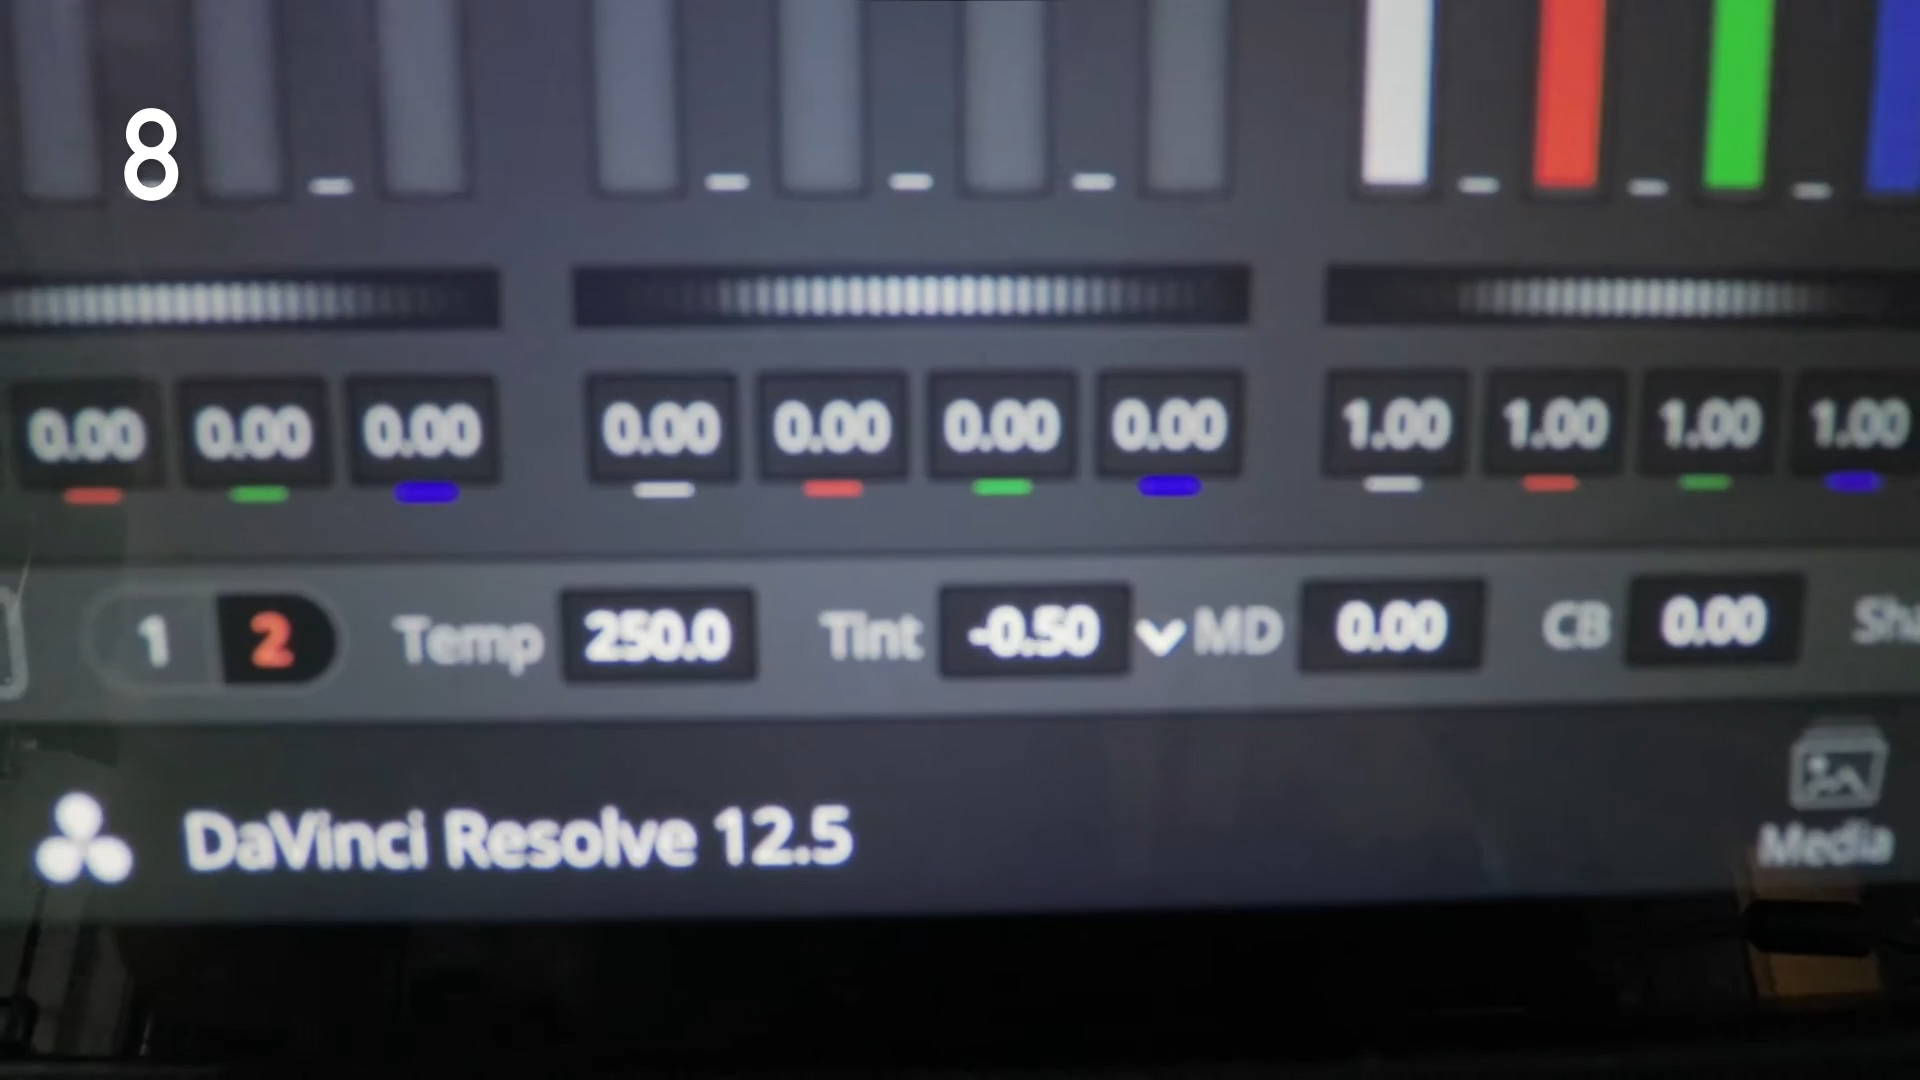 8
0.00 0.00 0.00 0.00 0.00 0.00 0.00 1.00 1.00 1.00 1.00
1 2 Temp 250.0 Tint -0.50 MD 0.00 CB 0.00
DaVinci Resolve 12.5
Media